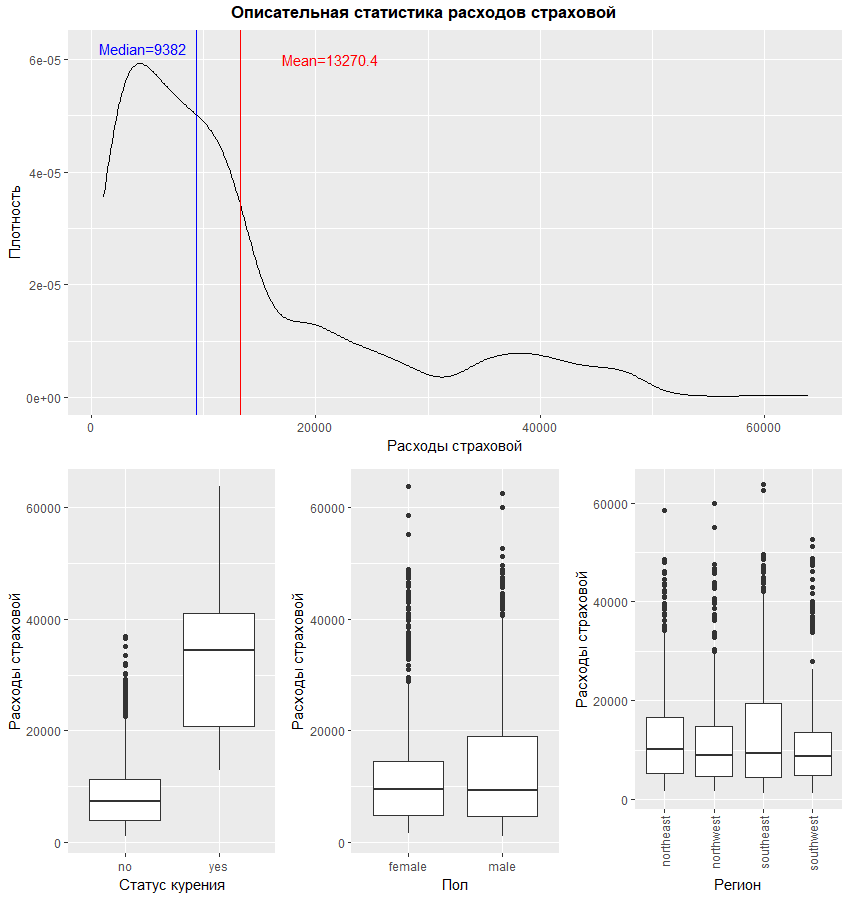 Описательная статистика расходов страховой
Median=9382
Mean=13270.4
6e-05
4e-05
2e-05
0e+00
Плотность
0 20000 40000 60000
Расходы страховой
60000
40000
20000
0
Расходы страховой
no yes
Статус курения
60000
40000
20000
0
Расходы страховой
female male
Пол
60000
40000
20000
0
Расходы страховой
northeast
northwest
southeast
southwest
Регион